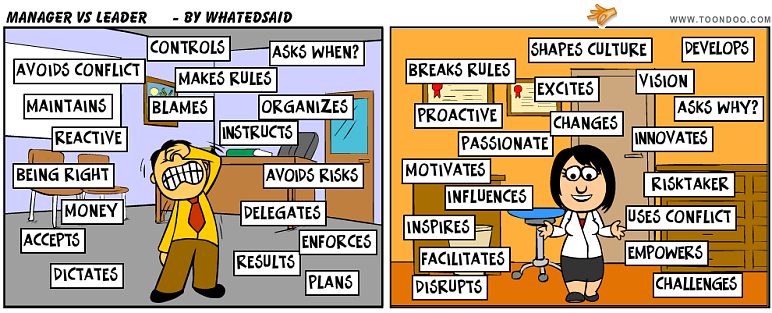 MANAGER VS LEADER - BY WHATEDSAID
WWW.TOONDOO.COM
CONTROLS
ASKS WHEN?
AVOIDS CONFLICT
MAKES RULES
MAINTAINS
BLAMES
ORGANIZES
REACTIVE
INSTRUCTS
BEING RIGHT
AVOIDS RISKS
MONEY
DELEGATES
ACCEPTS
ENFORCES
RESULTS
DICTATES
PLANS
SHAPES CULTURE
DEVELOPS
BREAKS RULES
EXCITES
VISION
ASKS WHY?
PROACTIVE
CHANGES
PASSIONATE
INNOVATES
MOTIVATES
INFLUENCES
RISKTAKER
INSPIRES
USES CONFLICT
FACILITATES
EMPOWERS
DISRUPTS
CHALLENGES